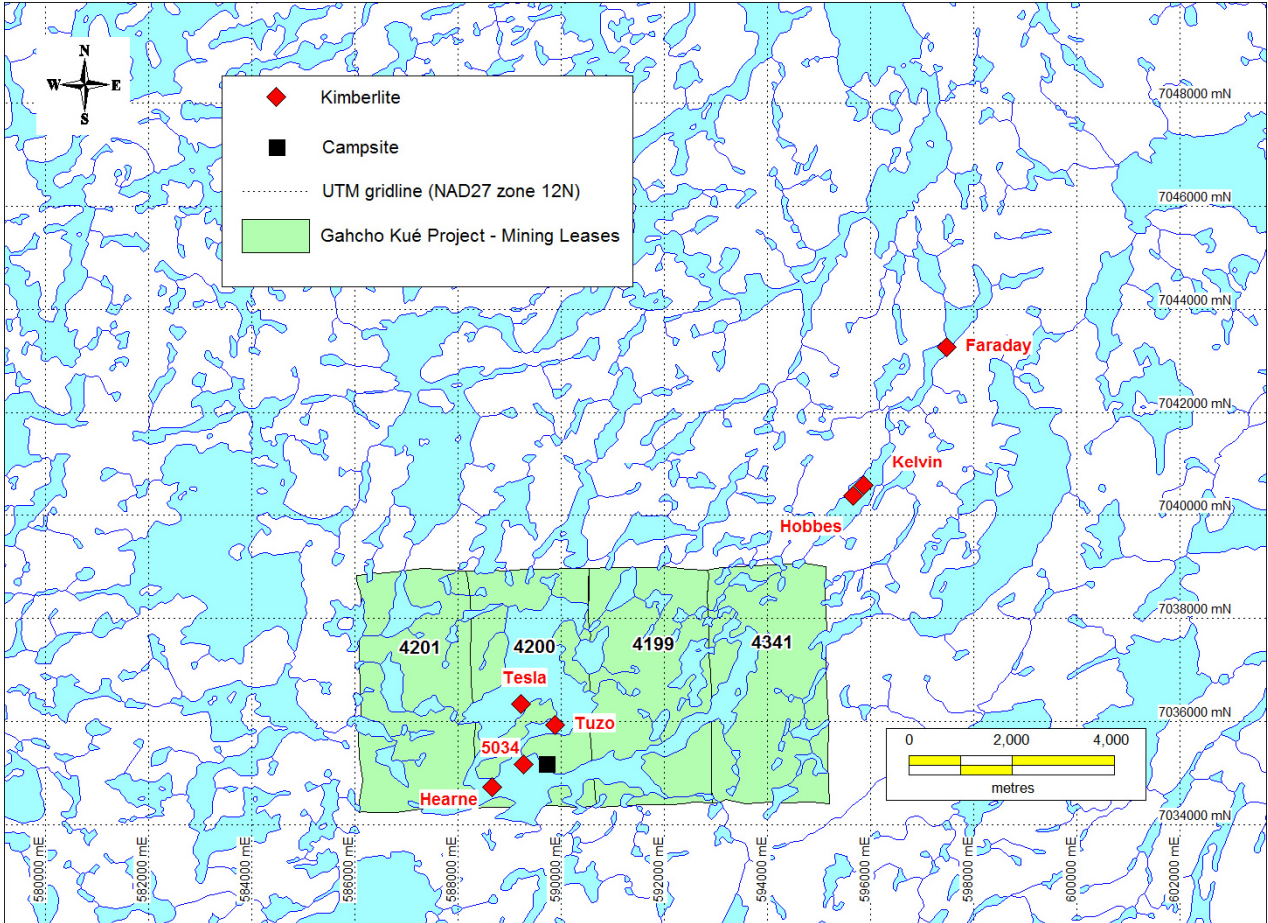 N
W E
S
Kimberlite
Campsite
UTM gridline (NAD27 zone 12N)
Gahcho Kué Project - Mining Leases
7048000 mN
7046000 mN
7044000 mN
Faraday
7042000 mN
Kelvin
Hobbes
7040000 mN
7038000 mN
4201
4200
4199
4341
Tesla
Tuzo
7036000 mN
5034
Hearne
0 2,000 4,000
metres
7034000 mN
580000 mE
582000 mE
584000 mE
586000 mE
588000 mE
590000 mE
592000 mE
594000 mE
596000 mE
598000 mE
600000 mE
602000 mE